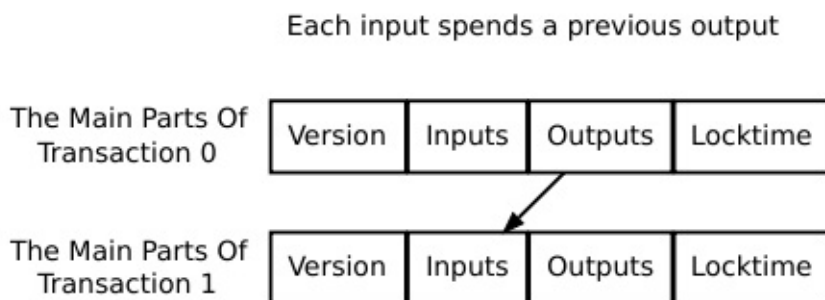 Each input spends a previous output
The Main Parts Of
Transaction 0
Version Inputs Outputs Locktime
The Main Parts Of
Transaction 1
Version Inputs Outputs Locktime